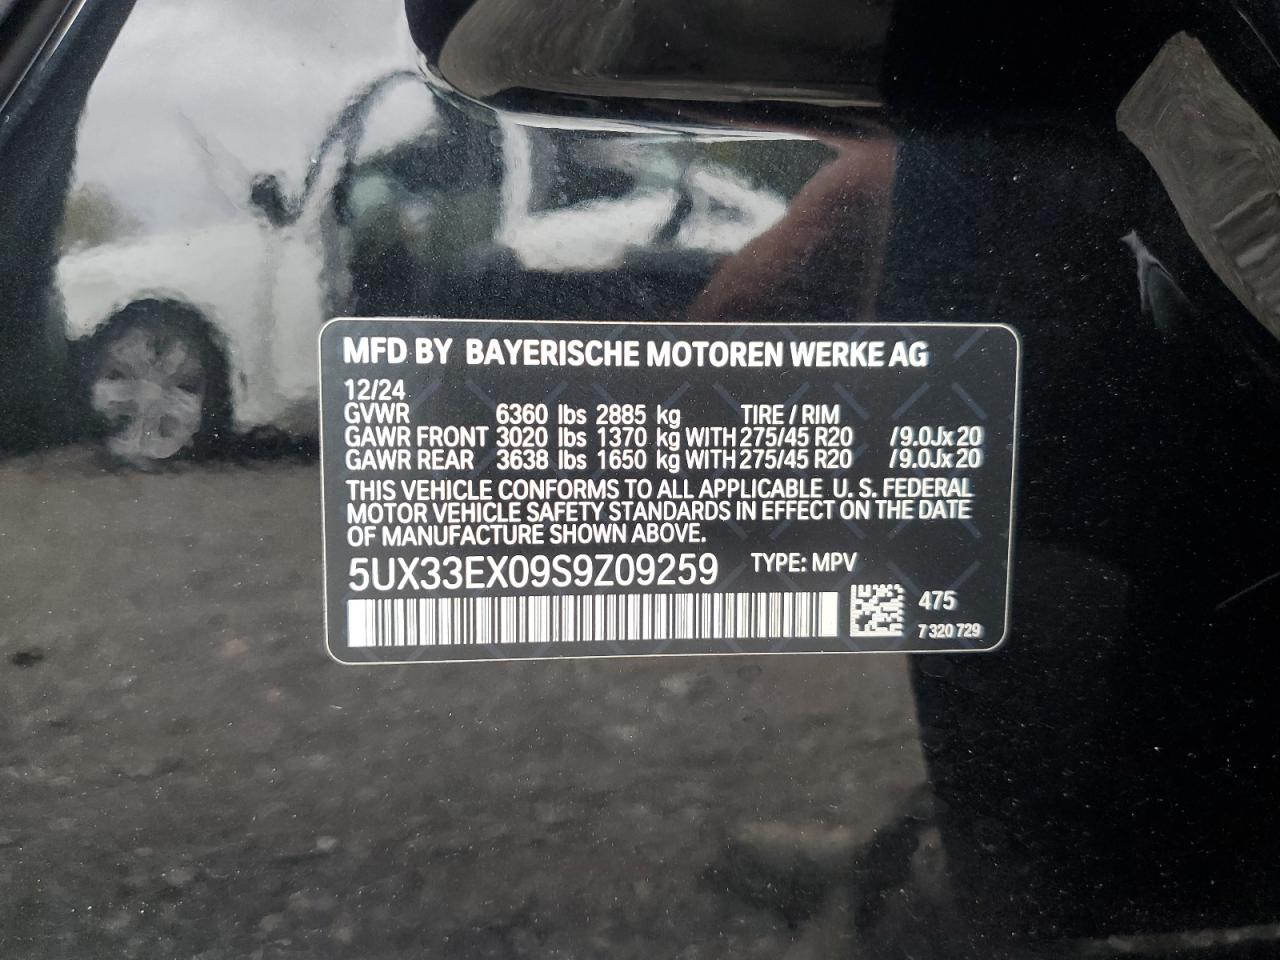 MFD BY BAYERISCHE MOTOREN WERKE AG
12/24
GVWR 6360 lbs 2885 kg TIRE / RIM
GAWR FRONT 3020 lbs 1370 kg WITH 275/45 R20 /9.0Jx20
GAWR REAR 3638 lbs 1650 kg WITH 275/45 R20 /9.0Jx20
THIS VEHICLE CONFORMS TO ALL APPLICABLE U. S. FEDERAL
MOTOR VEHICLE SAFETY STANDARDS IN EFFECT ON THE DATE
OF MANUFACTURE SHOWN ABOVE.
5UX33EX09S9Z09259 TYPE: MPV
475
7 320 729